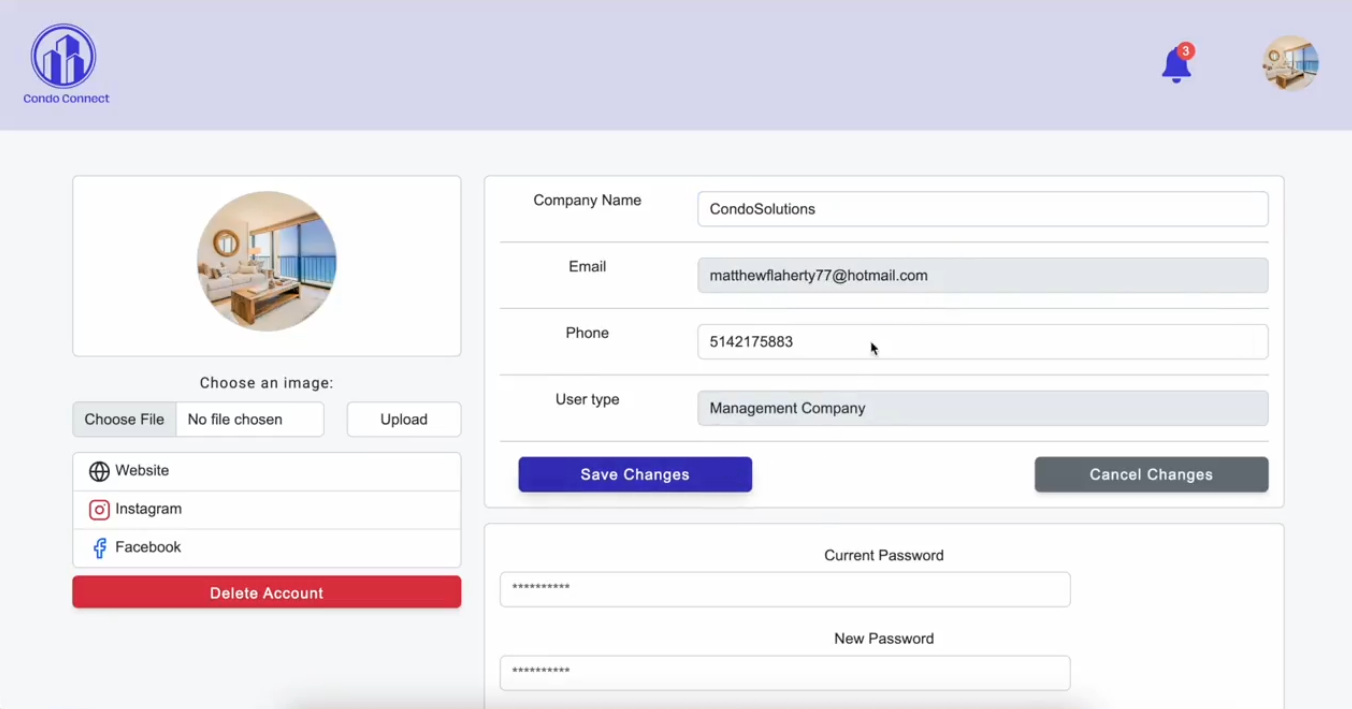 Condo Connect
3
Choose an image:
Choose File No file chosen Upload
Website
Instagram
Facebook
Delete Account
Company Name CondoSolutions
Email matthewflaherty77@hotmail.com
Phone 5142175883
User type Management Company
Save Changes Cancel Changes
Current Password
**********
New Password
**********